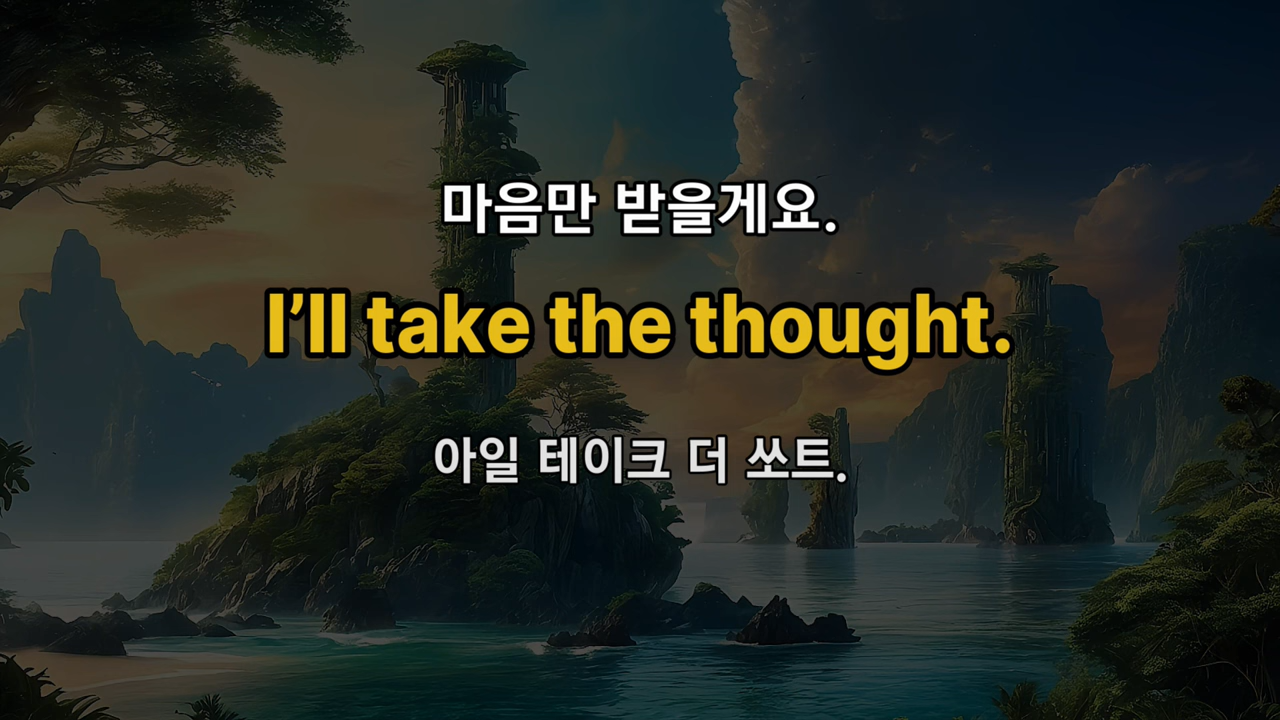 마음만 받을게요.
I’ll take the thought.
아일 테이크 더 쏘트.